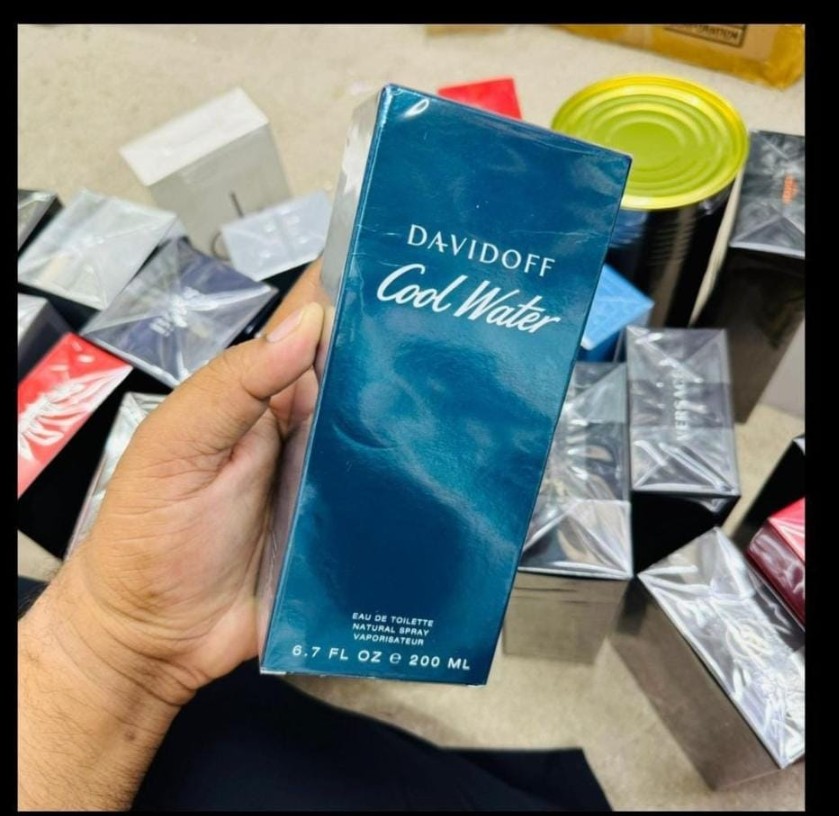 DAVIDOFF
Cool Water
EAU DE TOILETTE
NATURAL SPRAY
VAPORISATEUR
6.7 FL OZ e 200 ML
VERSACE